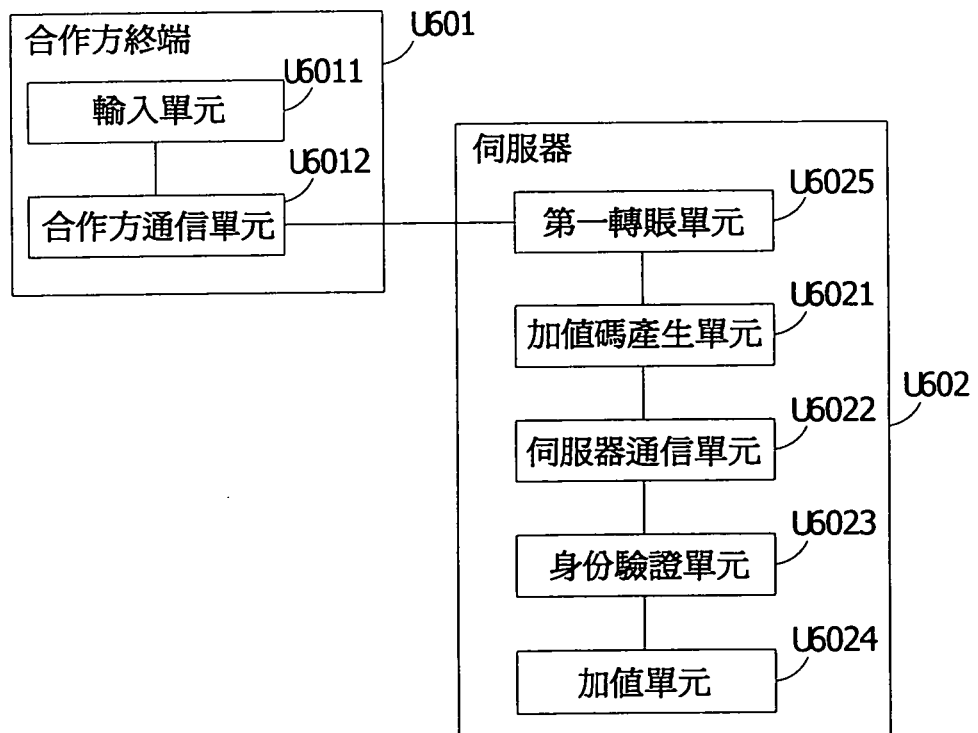 合作方終端
U601
U6011
輸入單元
U6012
合作方通信單元
伺服器
U6025
第一轉賬單元
U6021
加值碼產生單元
U602
U6022
伺服器通信單元
U6023
身份驗證單元
U6024
加值單元